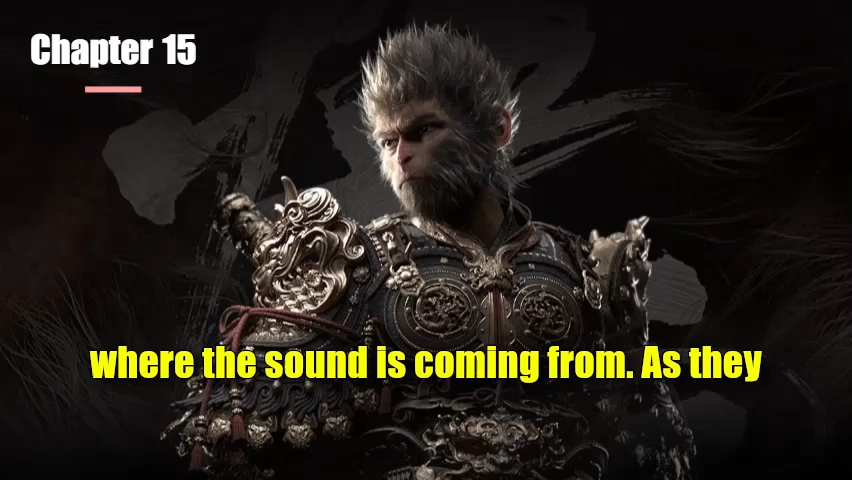 Chapter 15
where the sound is coming from. As they